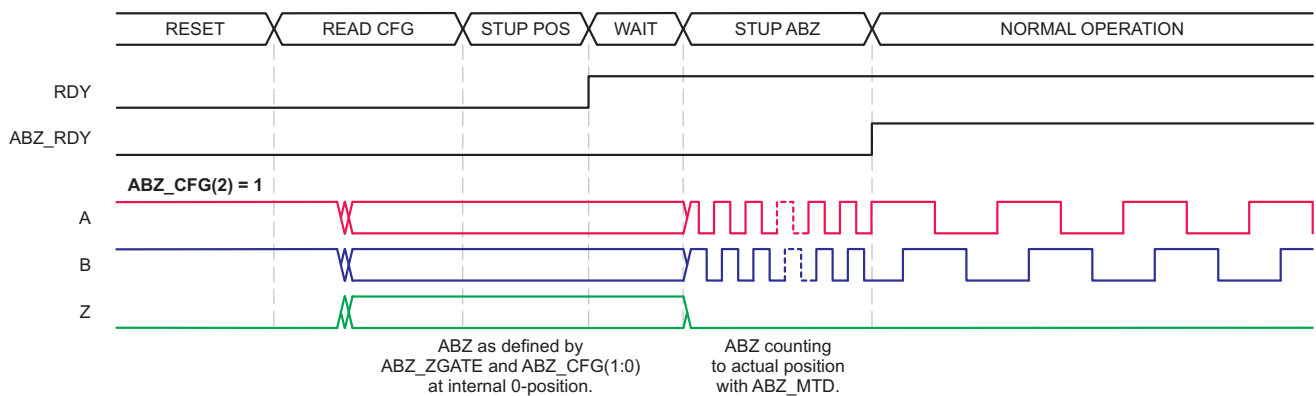 RESET READ CFG STUP POS WAIT STUP ABZ NORMAL OPERATION
RDY
ABZ_RDY
ABZ_CFG(2) = 1
A
B
Z
ABZ as defined by
ABZ_ZGATE and ABZ_CFG(1:0)
at internal 0-position.
ABZ counting
to actual position
with ABZ_MTD.